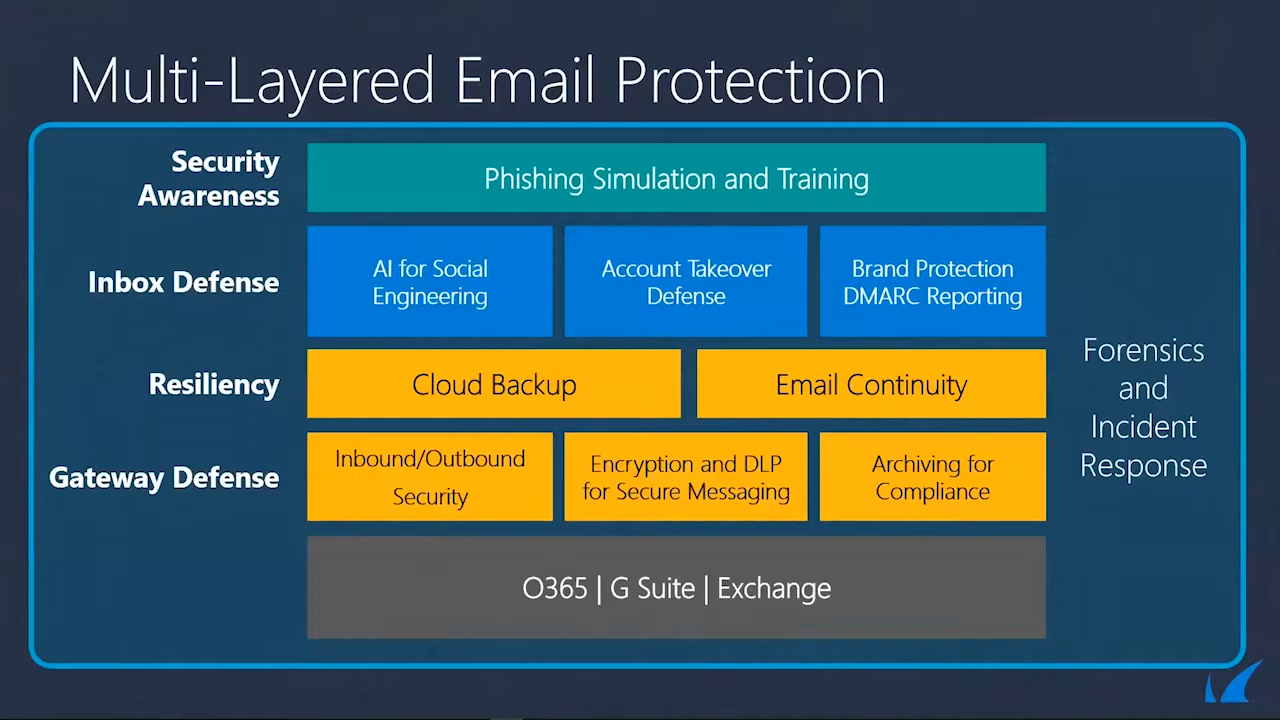 Multi-Layered Email Protection
Security
Awareness
Phishing Simulation and Training
Inbox Defense
AI for Social
Engineering
Account Takeover
Defense
Brand Protection
DMARC Reporting
Resiliency
Cloud Backup
Email Continuity
Gateway Defense
Inbound/Outbound
Security
Encryption and DLP
for Secure Messaging
Archiving for
Compliance
O365 | G Suite | Exchange
Forensics
and
Incident
Response